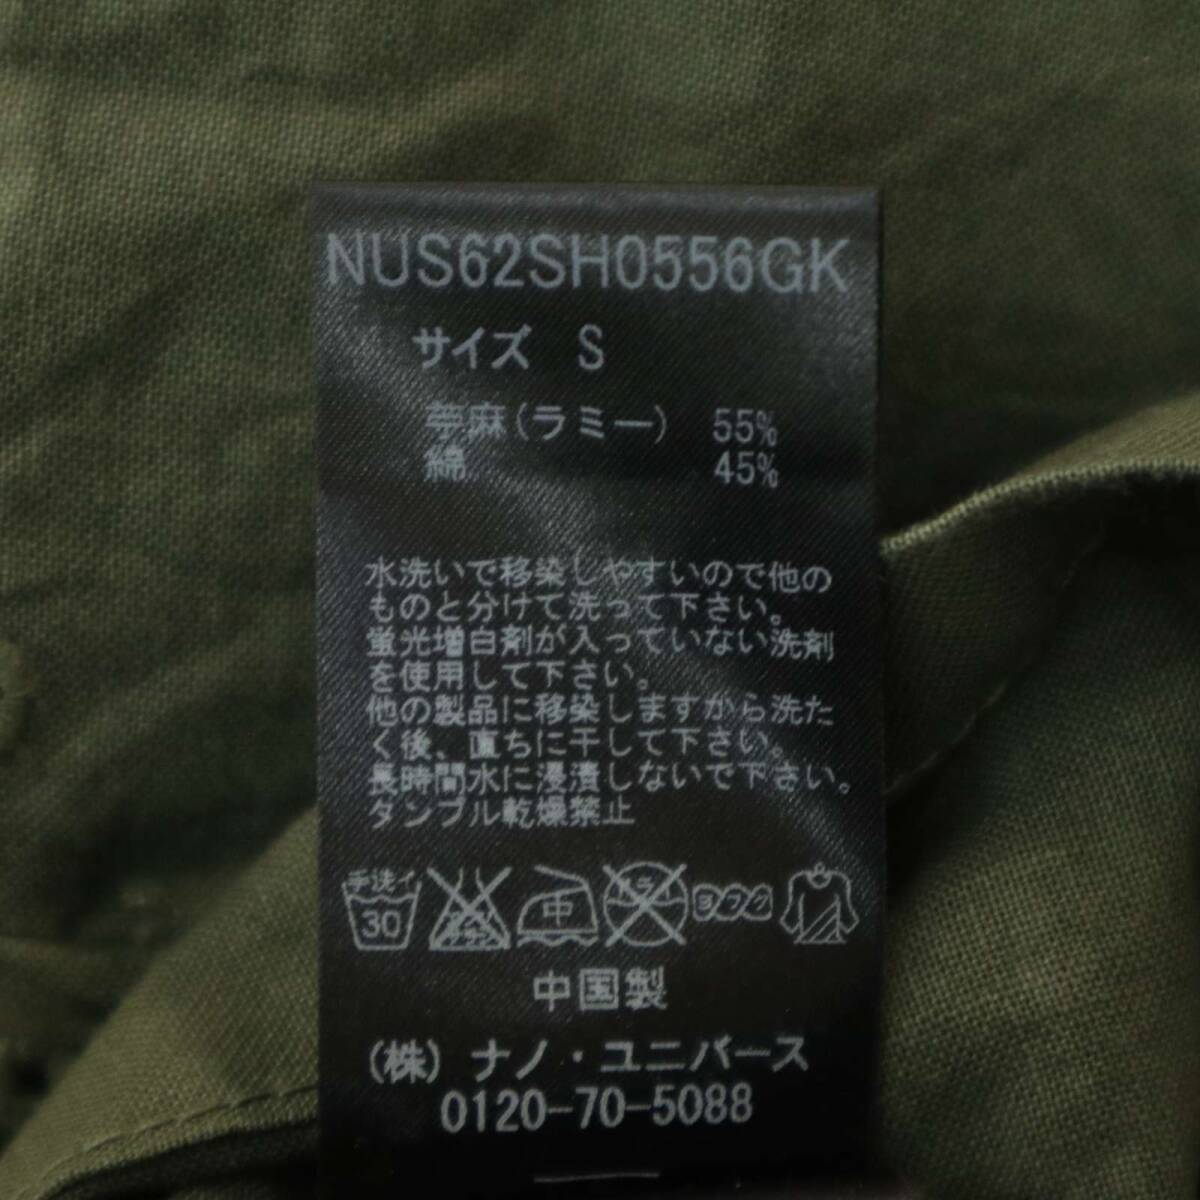 NUS62SH0556GK
サイズ S
苧麻(ラミー) 55%
綿 45%
水洗いで移染しやすいので他の
ものと分けて洗って下さい。
蛍光増白剤が入っていない洗剤
を使用して下さい。
他の製品に移染しますから洗た
く後、直ちに干して下さい。
長時間水に浸漬しないで下さい。
タンブル乾燥禁止
手洗イ 30 エンソ サラシ 中 ドライ ヨワク
中国製
(株)ナノ・ユニバース
0120-70-5088